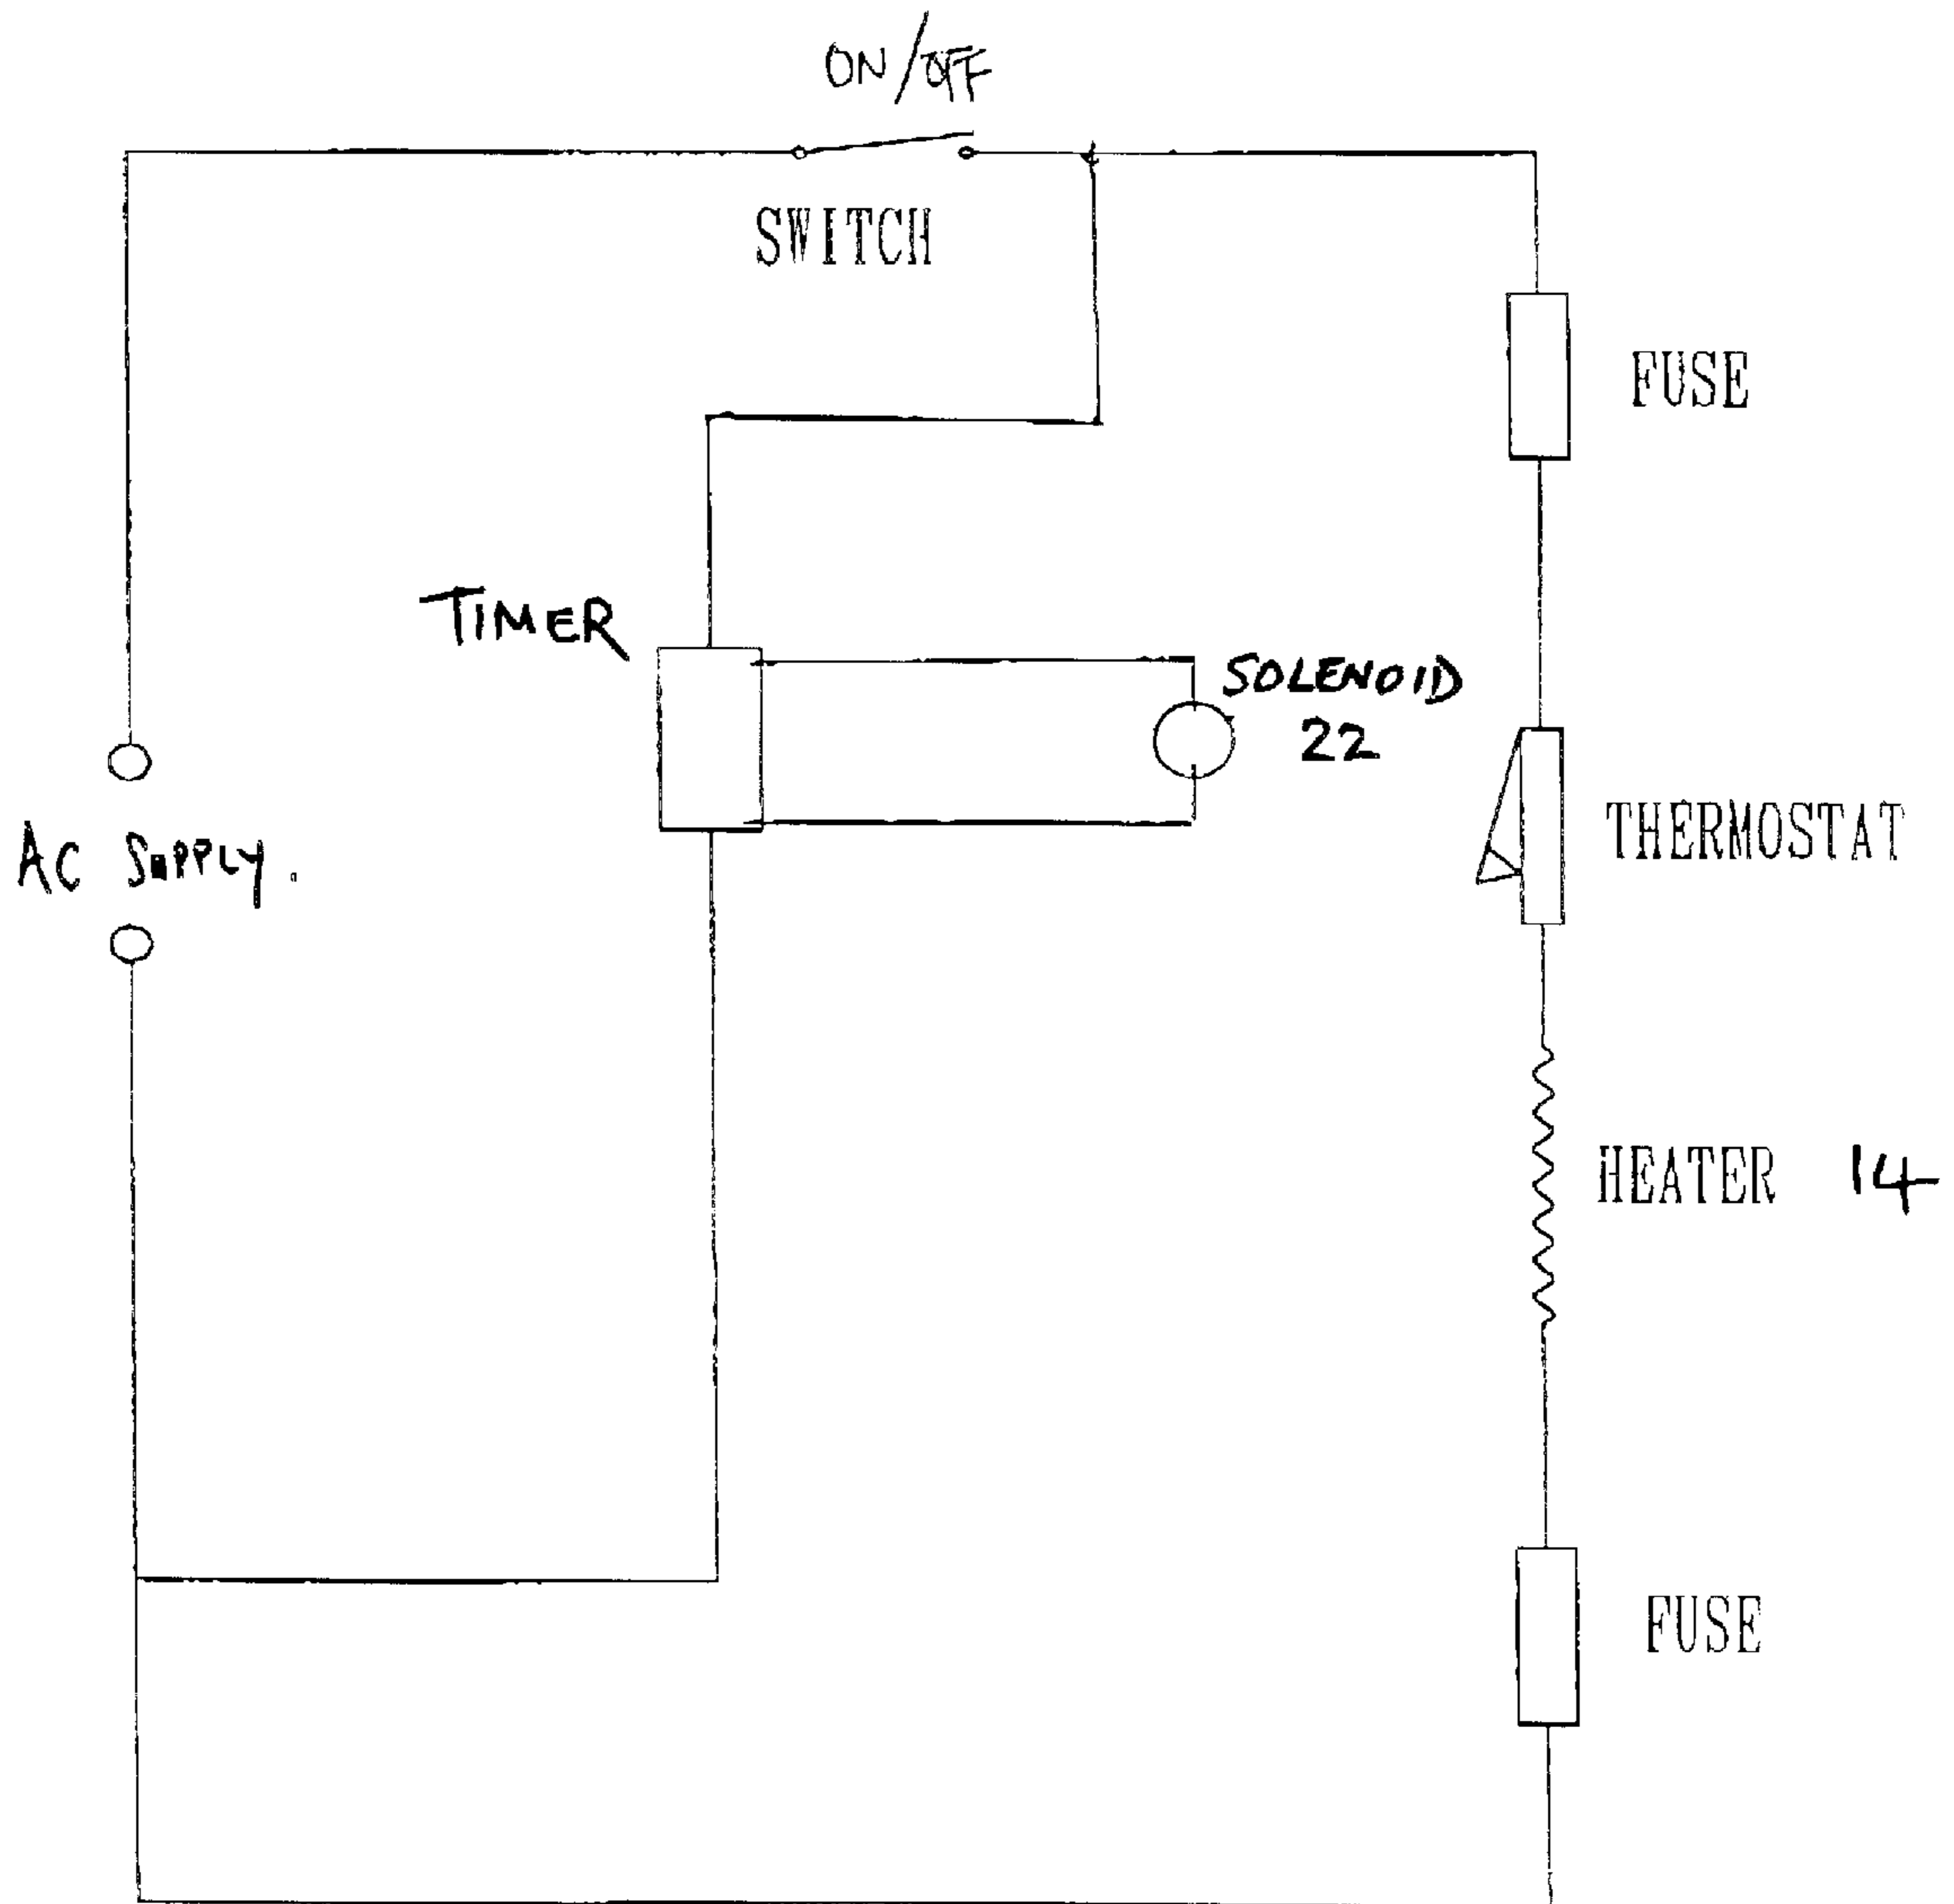 ON/OFF
SWITCH
FUSE
TIMER
SOLENOID
22
AC SUPPLY.
THERMOSTAT
HEATER 14
FUSE